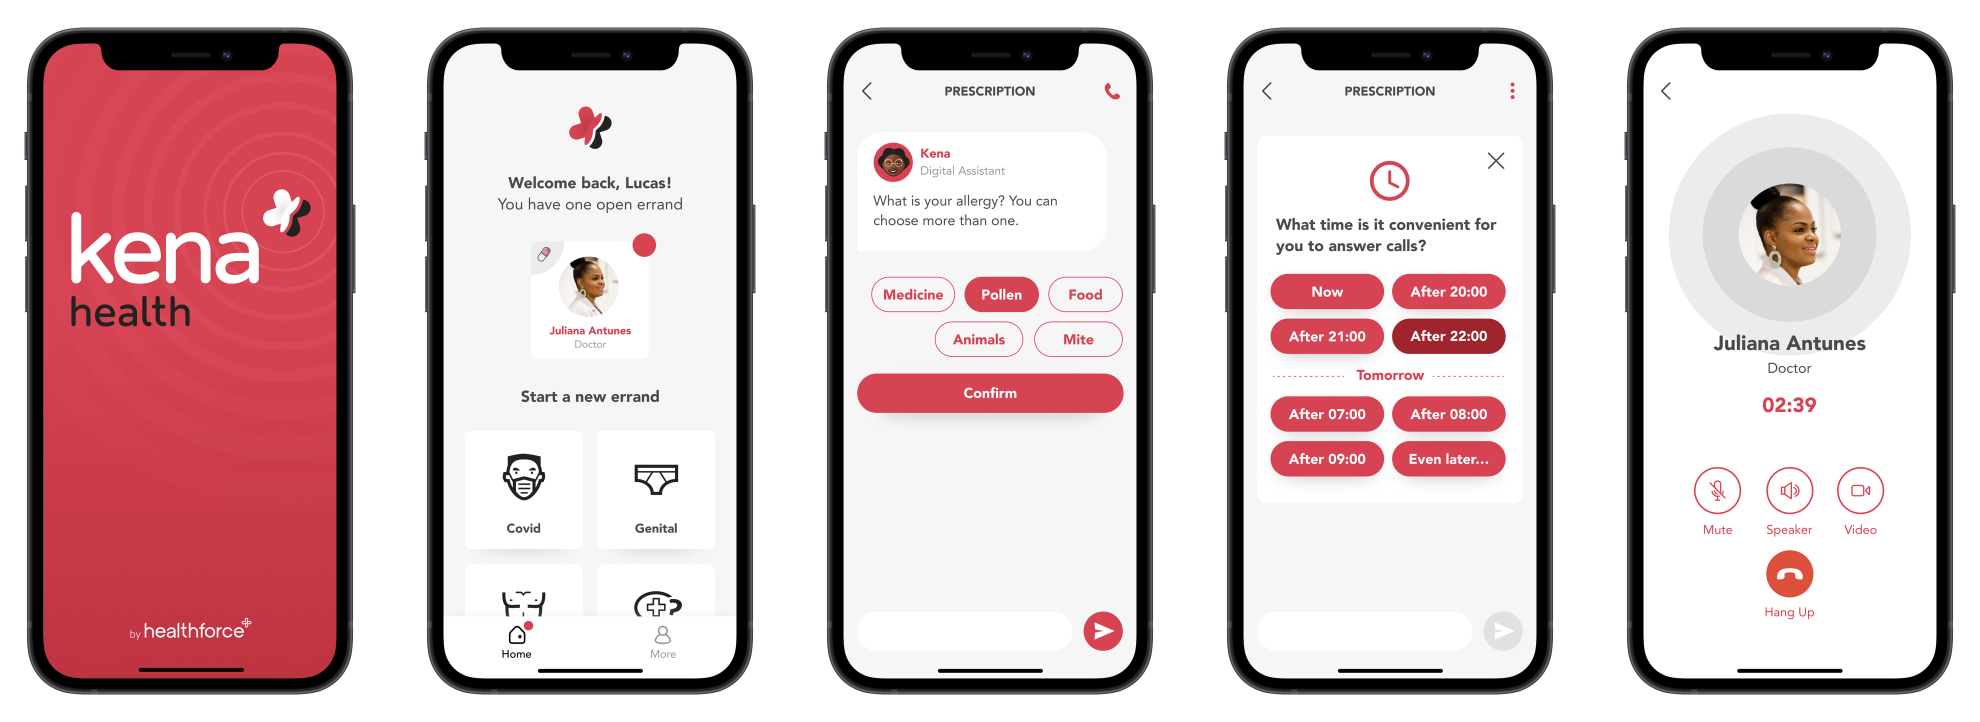 kena
health
by healthforce
Welcome back, Lucas!
You have one open errand
Juliana Antunes
Doctor
Start a new errand
Covid
Genital
Home
More
PRESCRIPTION
Kena
Digital Assistant
What is your allergy? You can
choose more than one.
Medicine
Pollen
Food
Animals
Mite
Confirm
PRESCRIPTION
What time is it convenient for
you to answer calls?
Now
After 20:00
After 21:00
After 22:00
Tomorrow
After 07:00
After 08:00
After 09:00
Even later...
Juliana Antunes
Doctor
02:39
Mute
Speaker
Video
Hang Up